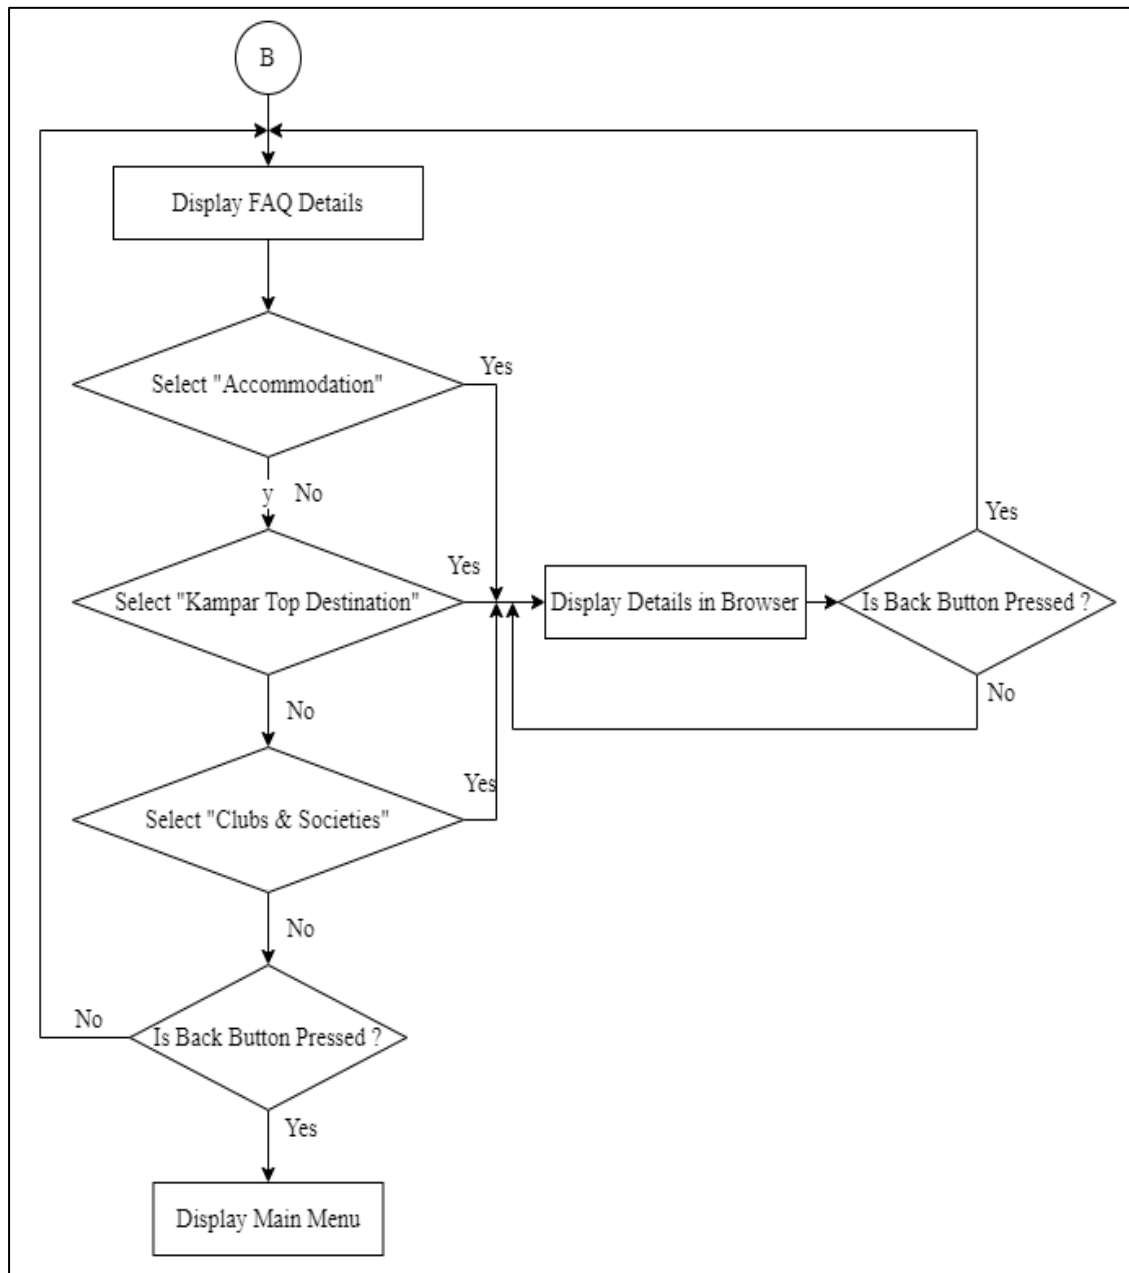 B
Display FAQ Details
Select "Accommodation"
Yes
y No
Select "Kampar Top Destination"
Yes
Display Details in Browser
Is Back Button Pressed ?
Yes
No
No
Select "Clubs & Societies"
Yes
No
Is Back Button Pressed ?
No
Yes
Display Main Menu